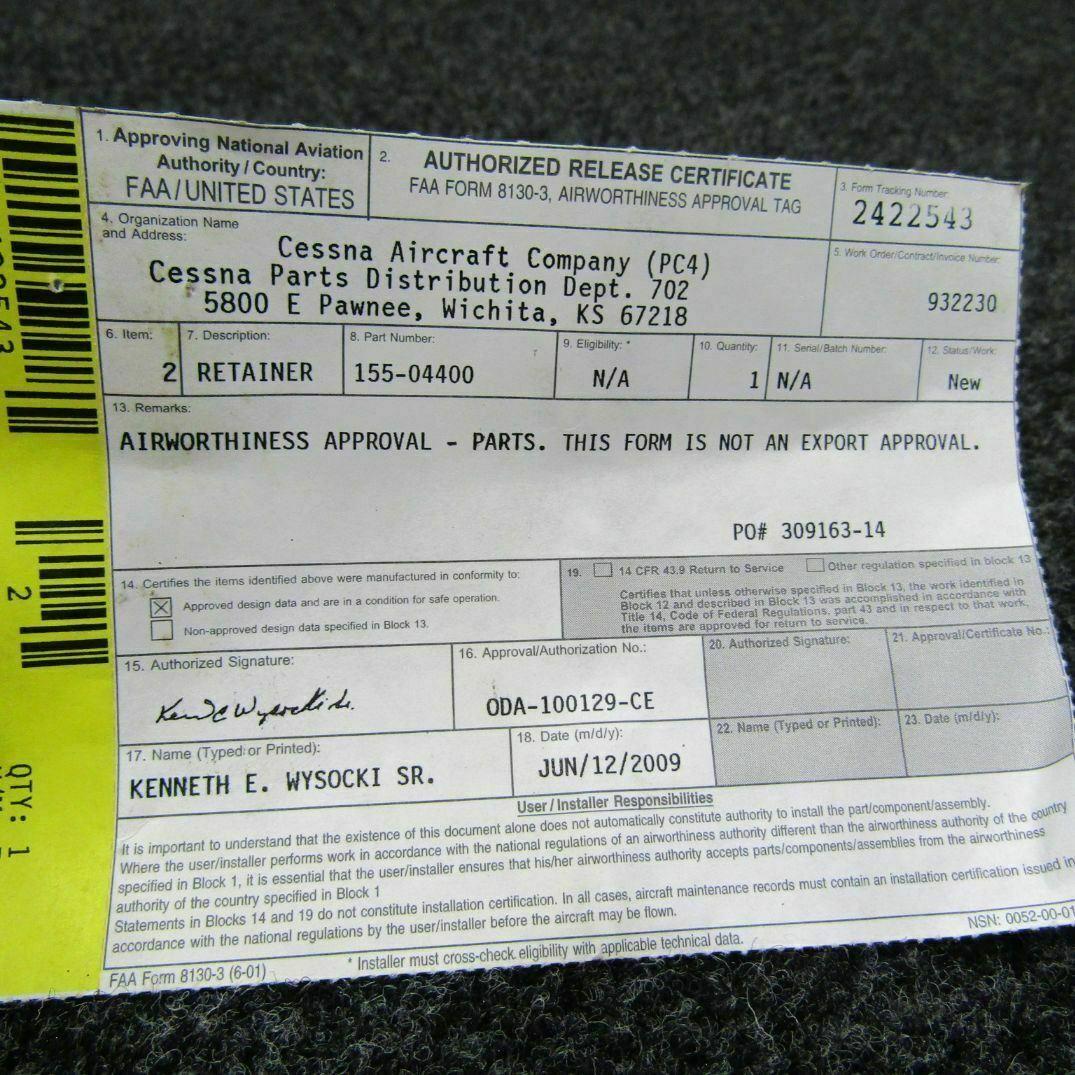 1. Approving National Aviation
Authority / Country:
FAA/UNITED STATES
2. AUTHORIZED RELEASE CERTIFICATE
FAA FORM 8130-3, AIRWORTHINESS APPROVAL TAG
3. Form Tracking Number
2422543
4. Organization Name
and Address:
Cessna Aircraft Company (PC4)
Cessna Parts Distribution Dept. 702
5800 E Pawnee, Wichita, KS 67218
5. Work Order/Contract/Invoice Number:
932230
6. Item:
2
7. Description:
RETAINER
8. Part Number:
155-04400
9. Eligibility: *
N/A
10. Quantity:
1
11. Serial/Batch Number:
N/A
12. Status/Work:
New
13. Remarks:
AIRWORTHINESS APPROVAL - PARTS. THIS FORM IS NOT AN EXPORT APPROVAL.
PO# 309163-14
14. Certifies the items identified above were manufactured in conformity to:
Approved design data and are in a condition for safe operation.
Non-approved design data specified in Block 13.
19. 14 CFR 43.9 Return to Service Other regulation specified in block 13
Certifies that unless otherwise specified in Block 13, the work identified in
Block 12 and described in Block 13 was accomplished in accordance with
Title 14, Code of Federal Regulations, part 43 and in respect to that work,
the items are approved for return to service.
15. Authorized Signature:
16. Approval/Authorization No.:
ODA-100129-CE
20. Authorized Signature:
21. Approval/Certificate No.:
17. Name (Typed or Printed):
KENNETH E. WYSOCKI SR.
18. Date (m/d/y):
JUN/12/2009
22. Name (Typed or Printed):
23. Date (m/d/y):
User / Installer Responsibilities
It is important to understand that the existence of this document alone does not automatically constitute authority to install the part/component/assembly.
Where the user/installer performs work in accordance with the national regulations of an airworthiness authority different than the airworthiness authority of the country
specified in Block 1, it is essential that the user/installer ensures that his/her airworthiness authority accepts parts/components/assemblies from the airworthiness
authority of the country specified in Block 1
Statements in Blocks 14 and 19 do not constitute installation certification. In all cases, aircraft maintenance records must contain an installation certification issued in
accordance with the national regulations by the user/installer before the aircraft may be flown.
NSN: 0052-00-01
FAA Form 8130-3 (6-01)
* Installer must cross-check eligibility with applicable technical data.
2
QTY: 1